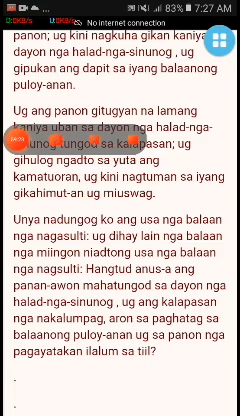 0:0KB/s U:0KB/s 83% 7:27 AM
No internet connection
panon; ug kini nagkuha gikan kaniya
dayon nga halad-nga-sinunog , ug
gipukan ang dapit sa iyang balaanong
puloy-anan.
Ug ang panon gitugyan na lamang
kaniya uban sa dayon nga halad-nga-
tungod sa kalapasan; ug
gihulog ngadto sa yuta ang
kamatuoran, ug kini nagtuman sa iyang
gikahimut-an ug miuswag.
Unya nadungog ko ang usa nga balaan
nga nagasulti: ug dihay lain nga balaan
nga miingon niadtong usa nga balaan
nga nagsulti: Hangtud anus-a ang
panan-awon mahatungod sa dayon nga
halad-nga-sinunog , ug ang kalapasan
nga nakalumpag, aron sa paghatag sa
balaanong puloy-anan ug sa panon nga
pagayatakan ilalum sa tiil?
.
.